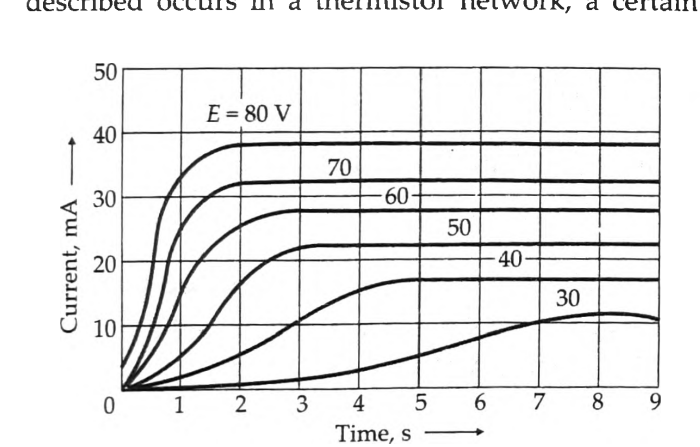 described occurs in a thermistor network, a certain
50
E = 80 V
40
70
30
60
50
20
40
30
10
0
1 2 3 4 5 6 7 8 9
Current, mA
Time, s